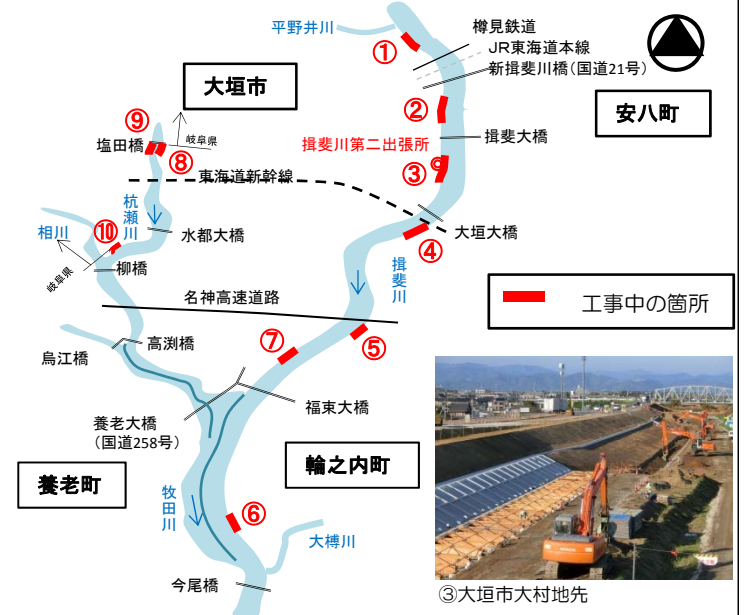 平野井川
①
樽見鉄道
JR東海道本線
新揖斐川橋(国道21号)
大垣市
②
安八町
⑨
塩田橋
岐阜県
⑧
揖斐川第二出張所
揖斐大橋
③
東海道新幹線
杭瀬川
相川
⑩
水都大橋
大垣大橋
④
岐阜県
柳橋
揖斐川
名神高速道路
工事中の箇所
⑦
⑤
高渕橋
烏江橋
福束大橋
養老大橋
(国道258号)
輪之内町
養老町
牧田川
⑥
大榑川
今尾橋
③大垣市大村地先